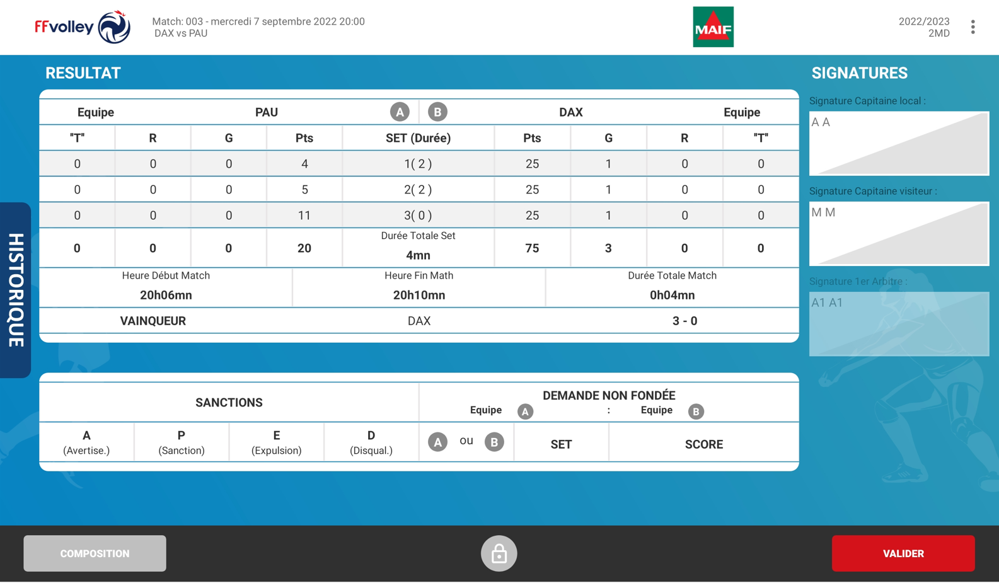 FFvolley
Match: 003 - mercredi 7 septembre 2022 20:00
DAX vs PAU
MAIF
2022/2023
2MD
RESULTAT
SIGNATURES
Equipe PAU A B DAX Equipe
"T" R G Pts SET (Durée) Pts G R "T"
0 0 0 4 1( 2 ) 25 1 0 0
0 0 0 5 2( 2 ) 25 1 0 0
0 0 0 11 3( 0 ) 25 1 0 0
Durée Totale Set
0 0 0 20 4mn 75 3 0 0
Heure Début Match Heure Fin Math Durée Totale Match
20h06mn 20h10mn 0h04mn
VAINQUEUR DAX 3 - 0
Signature Capitaine local :
A A
Signature Capitaine visiteur :
M M
Signature 1er Arbitre :
A1 A1
HISTORIQUE
SANCTIONS
DEMANDE NON FONDÉE
Equipe A : Equipe B
A P E D
(Avertise.) (Sanction) (Expulsion) (Disqual.)
A ou B SET SCORE
COMPOSITION
VALIDER